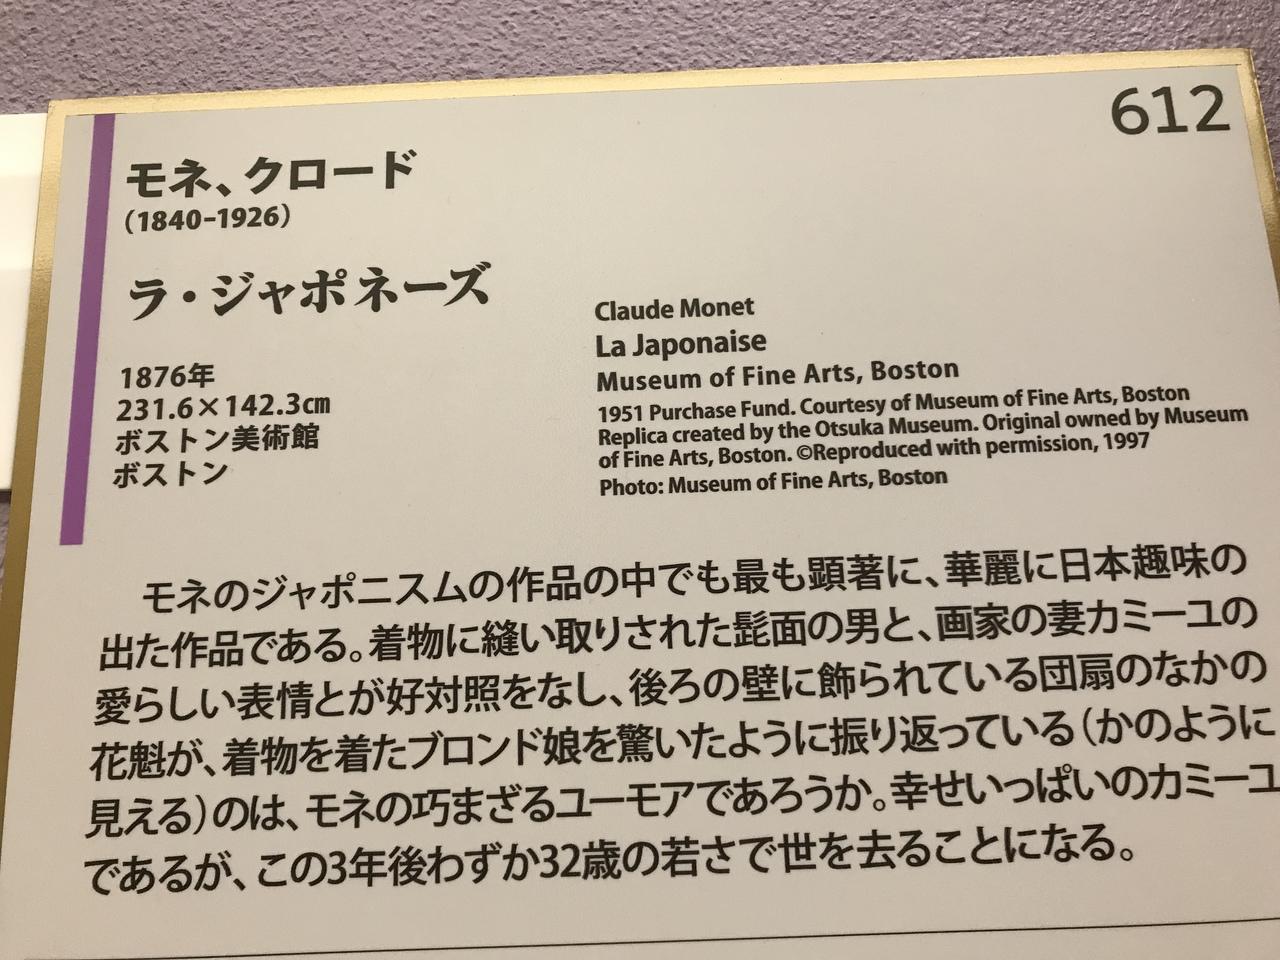 612
モネ、クロード
(1840-1926)
ラ・ジャポネーズ
1876年
231.6×142.3㎝
ボストン美術館
ボストン
Claude Monet
La Japonaise
Museum of Fine Arts, Boston
1951 Purchase Fund. Courtesy of Museum of Fine Arts, Boston
Replica created by the Otsuka Museum. Original owned by Museum
of Fine Arts, Boston. ©Reproduced with permission, 1997
Photo: Museum of Fine Arts, Boston
モネのジャポニスムの作品の中でも最も顕著に、華麗に日本趣味の
出た作品である。着物に縫い取りされた髭面の男と、画家の妻カミーユの
愛らしい表情とが好対照をなし、後ろの壁に飾られている団扇のなかの
花魁が、着物を着たブロンド娘を驚いたように振り返っている(かのように
見える)のは、モネの巧まざるユーモアであろうか。幸せいっぱいのカミーユ
であるが、この3年後わずか32歳の若さで世を去ることになる。